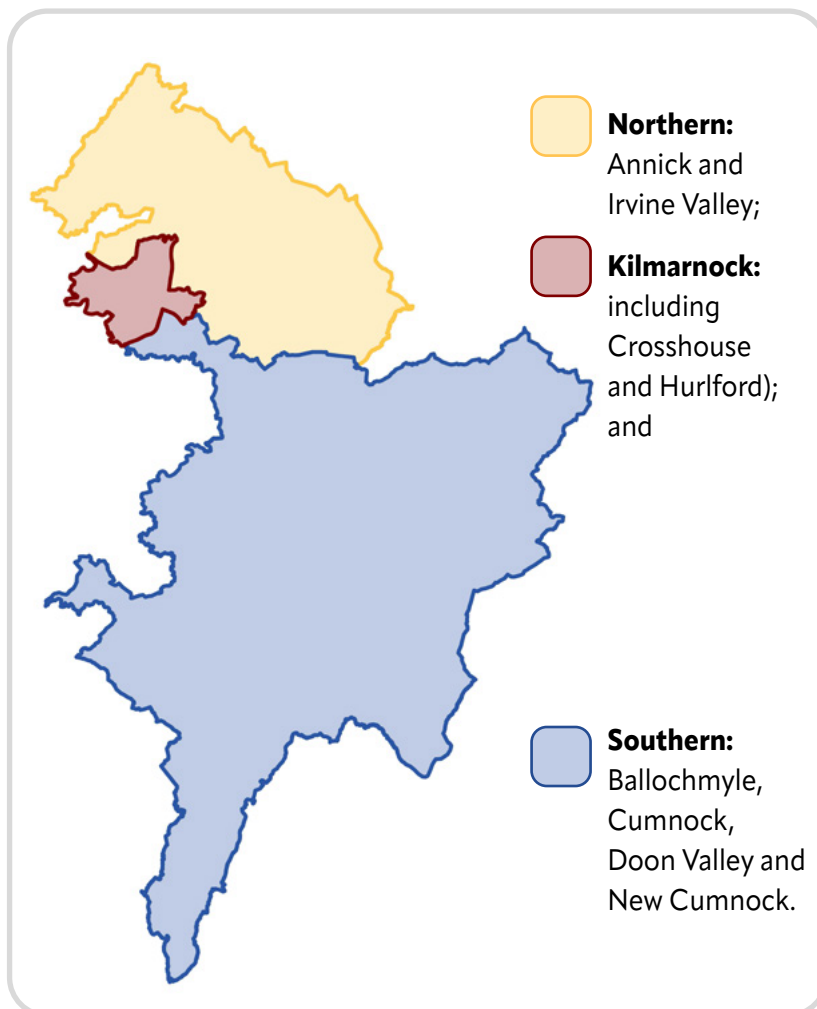 Northern:
Annick and
Irvine Valley;
Kilmarnock:
including
Crosshouse
and Hurlford);
and
Southern:
Ballochmyle,
Cumnock,
Doon Valley and
New Cumnock.